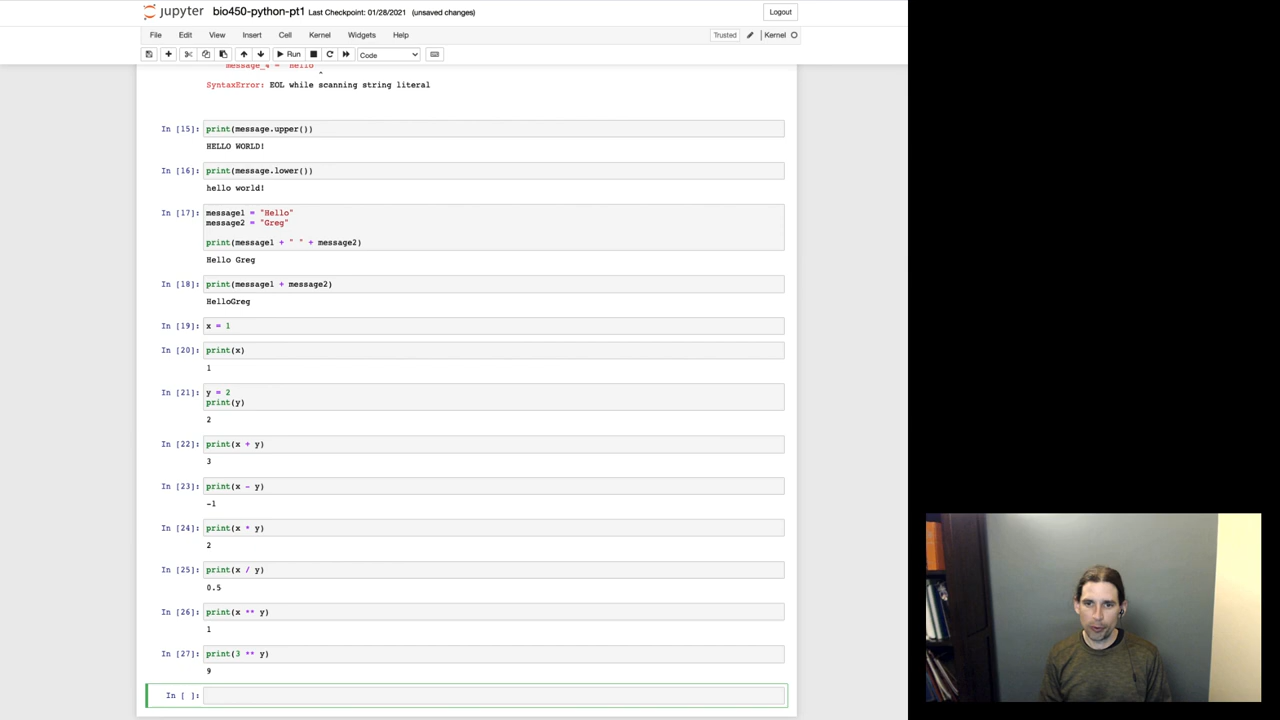 jupyter bio450-python-pt1 Last Checkpoint: 01/28/2021 (unsaved changes) Logout
File Edit View Insert Cell Kernel Widgets Help Trusted Kernel
Run Code
message_4 = "hello
^
SyntaxError: EOL while scanning string literal
In [15]: print(message.upper())
HELLO WORLD!
In [16]: print(message.lower())
hello world!
In [17]: message1 = "Hello"
message2 = "Greg"
print(message1 + " " + message2)
Hello Greg
In [18]: print(message1 + message2)
HelloGreg
In [19]: x = 1
In [20]: print(x)
1
In [21]: y = 2
print(y)
2
In [22]: print(x + y)
3
In [23]: print(x - y)
-1
In [24]: print(x * y)
2
In [25]: print(x / y)
0.5
In [26]: print(x ** y)
1
In [27]: print(3 ** y)
9
In [ ]: